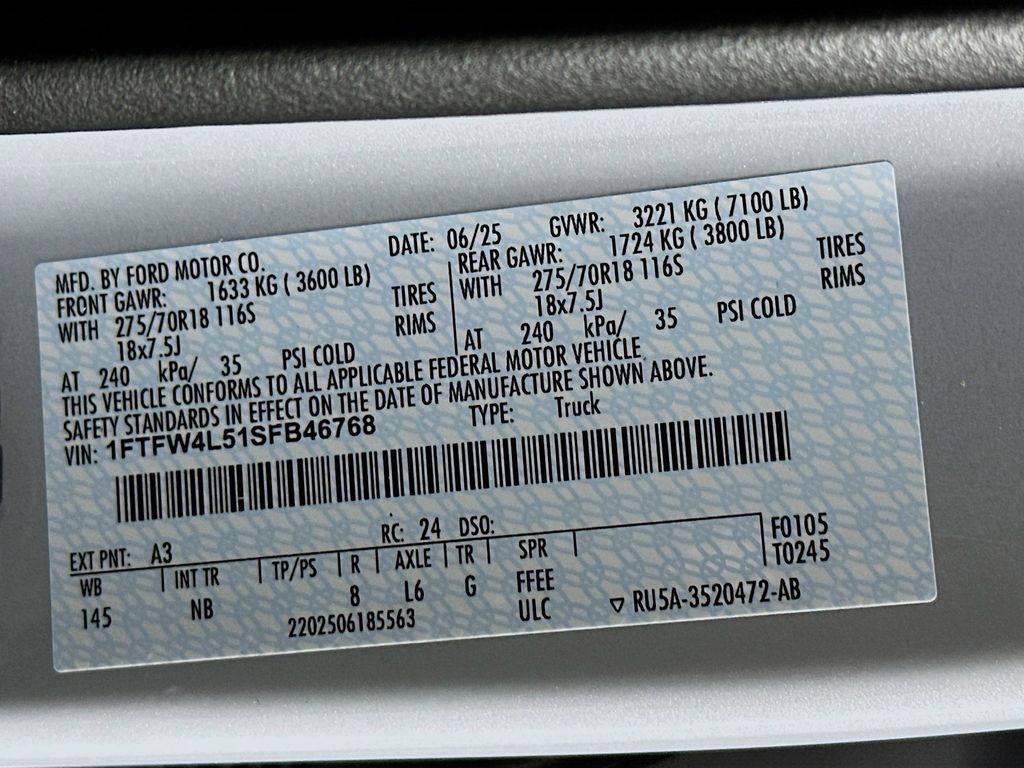 MFD. BY FORD MOTOR CO.
DATE: 06/25 GVWR: 3221 KG ( 7100 LB)
FRONT GAWR: 1633 KG ( 3600 LB)
WITH 275/70R18 116S TIRES
18x7.5J RIMS
AT 240 kPa/ 35 PSI COLD
REAR GAWR: 1724 KG ( 3800 LB)
WITH 275/70R18 116S TIRES
18x7.5J RIMS
AT 240 kPa/ 35 PSI COLD
THIS VEHICLE CONFORMS TO ALL APPLICABLE FEDERAL MOTOR VEHICLE
SAFETY STANDARDS IN EFFECT ON THE DATE OF MANUFACTURE SHOWN ABOVE.
VIN: 1FTFW4L51SFB46768 TYPE: Truck
EXT PNT: A3 RC: 24 DSO: F0105
WB INT TR TP/PS R AXLE TR SPR T0245
145 NB 8 L6 G FFEE
2202506185563 ULC ▽ RU5A-3520472-AB